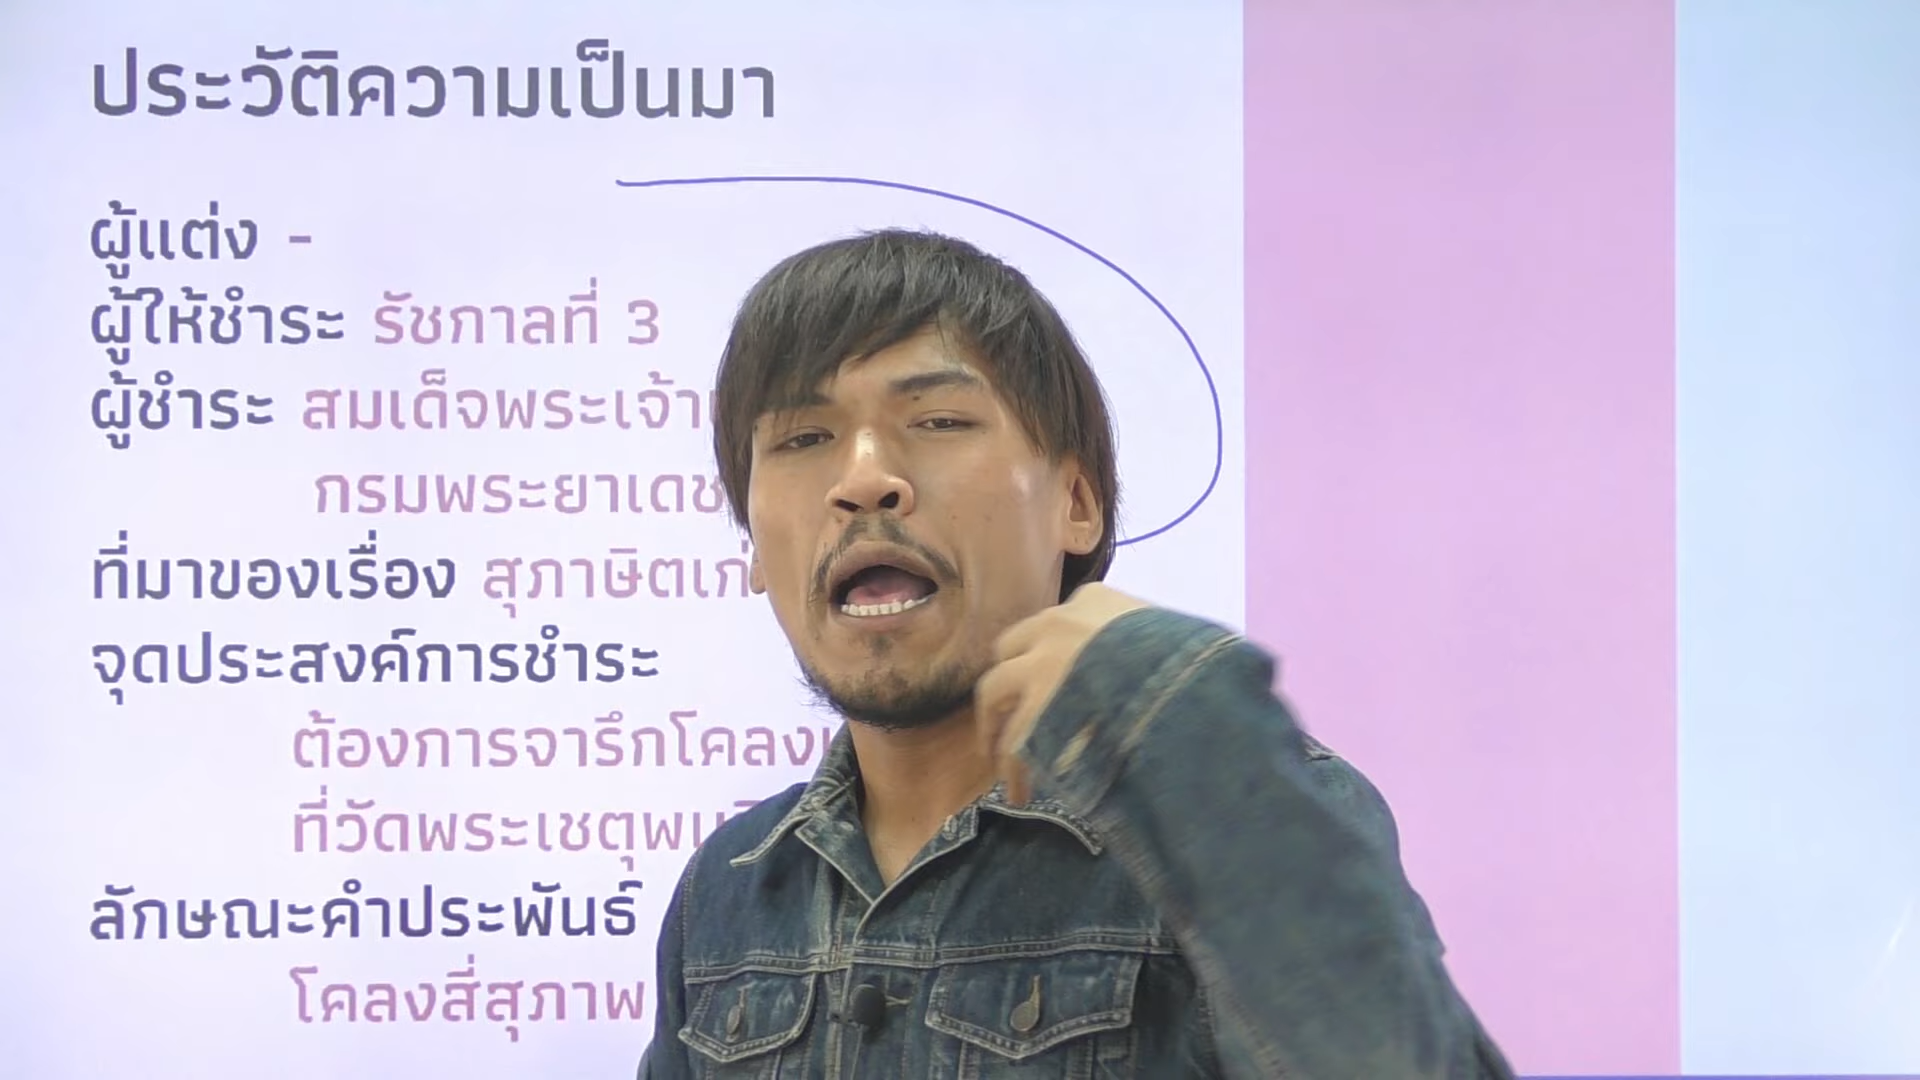 ประวัติความเป็นมา
ผู้แต่ง -
ผู้ให้ชำระ รัชกาลที่ 3
ผู้ชำระ สมเด็จพระเจ้า
กรมพระยาเดช
ที่มาของเรื่อง สุภาษิตเก่
จุดประสงค์การชำระ
ต้องการจารึกโคลง
ที่วัดพระเชตุพน
ลักษณะคำประพันธ์
โคลงสี่สุภาพ